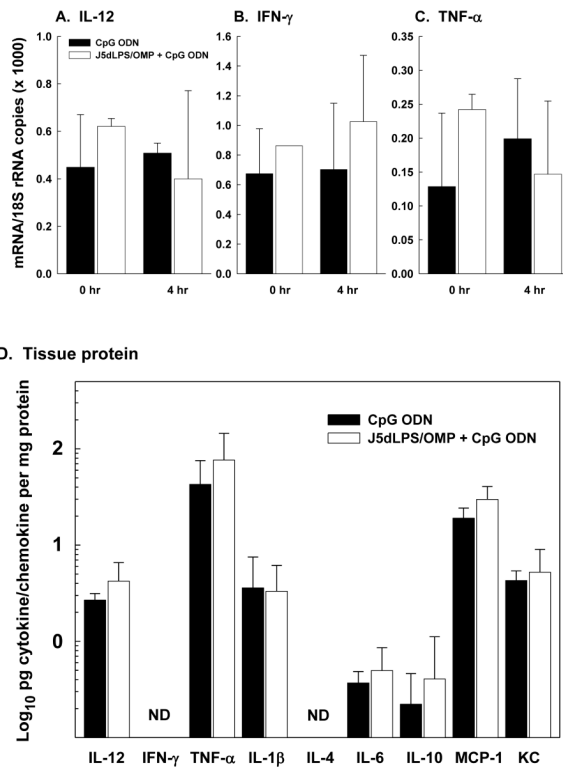 A. IL-12
B. IFN-γ
C. TNF-α
mRNA/18S rRNA copies (x 1000)
1.0
0.8
0.6
0.4
0.2
0.0
CpG ODN
J5dLPS/OMP + CpG ODN
0 hr
4 hr
1.6
1.4
1.2
1.0
0.8
0.6
0.4
0.2
0.0
0 hr
4 hr
0.35
0.30
0.25
0.20
0.15
0.10
0.05
0.00
0 hr
4 hr
D. Tissue protein
Log10 pg cytokine/chemokine per mg protein
2
1
0
CpG ODN
J5dLPS/OMP + CpG ODN
ND
ND
IL-12 IFN-γ TNF-α IL-1β IL-4 IL-6 IL-10 MCP-1 KC